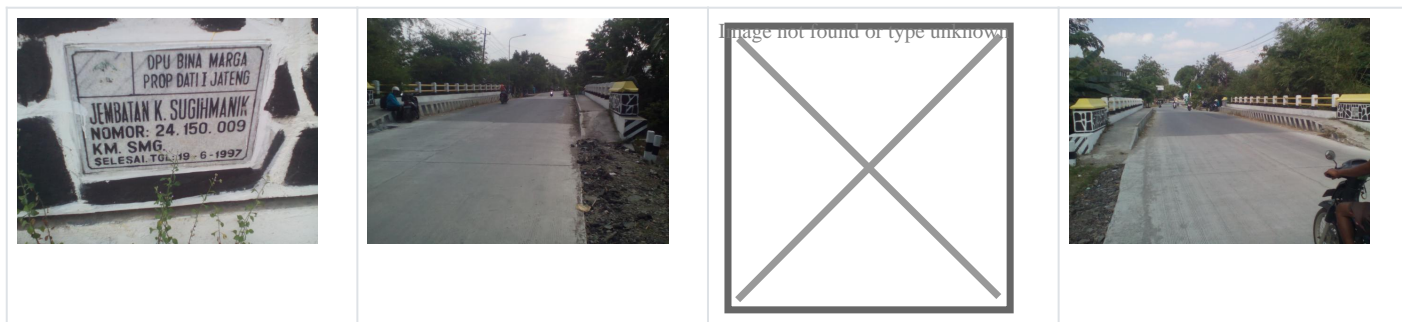 DPU BINA MARGA
PROP DATI I JATENG
JEMBATAN K. SUGIHMANIK
NOMOR: 24. 150. 009
KM. SMG.
SELESAI. TGL: 19 - 6 - 1997
Image not found or type unknown